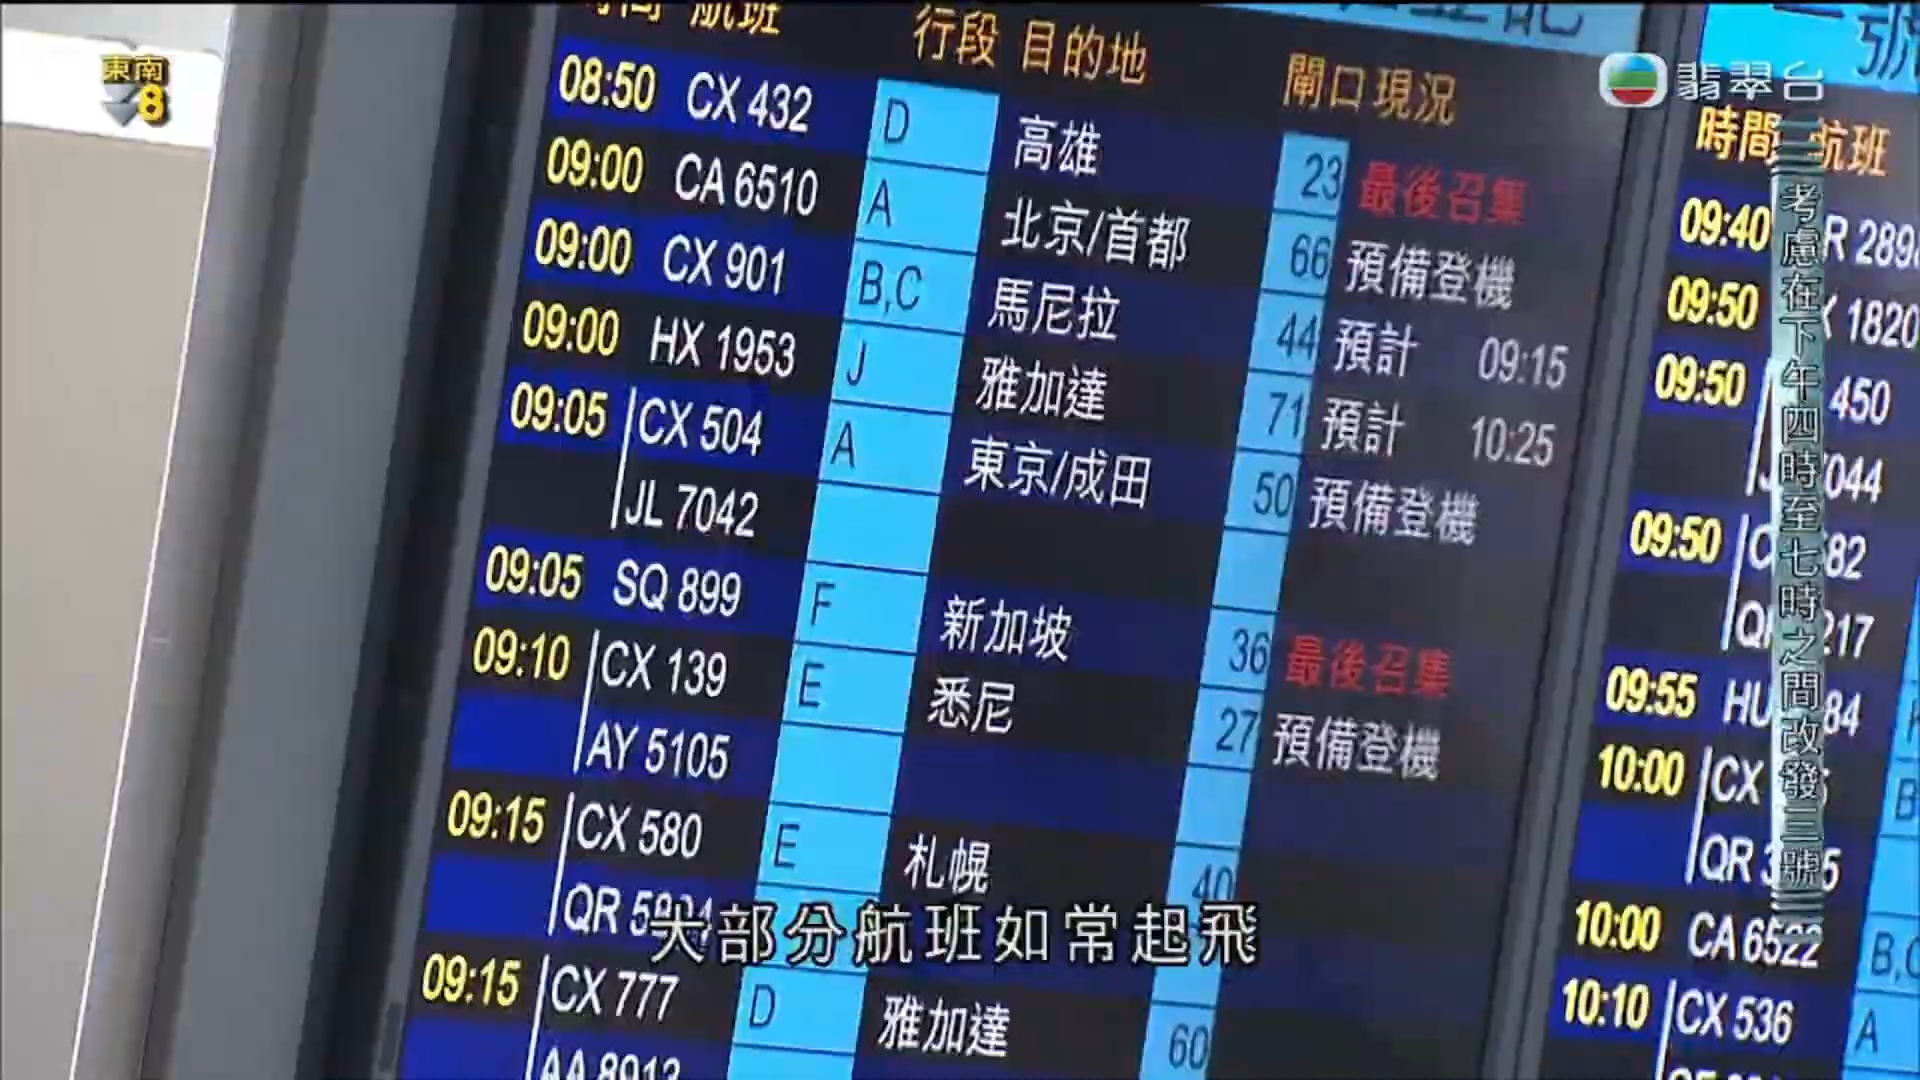 東南
8
翡翠台
考慮在下午四時至七時之間改發三號
航班 行段 目的地 閘口 現況
08:50 CX 432 D 高雄 23 最後召集
09:00 CA 6510 A 北京/首都 66 預備登機
09:00 CX 901 B,C 馬尼拉 44 預計 09:15
09:00 HX 1953 J 雅加達 71 預計 10:25
09:05 CX 504 A 東京/成田 50 預備登機
JL 7042
09:05 SQ 899 F 新加坡 36 最後召集
09:10 CX 139 E 悉尼 27 預備登機
AY 5105
09:15 CX 580 E 札幌 40
QR
09:15 CX 777 D 雅加達 60
AA 8913
時間 航班
09:40
09:50 1820
09:50 450
09:50
09:55 HU
10:00 CX
QR
10:00 CA 6522 B,C
10:10 CX 536 A
大部分航班如常起飛